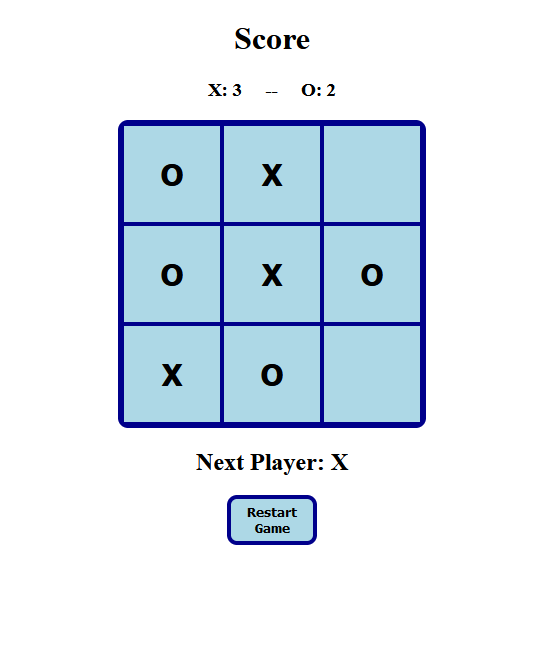 Score
X: 3 -- O: 2
O X
O X O
X O
Next Player: X
Restart
Game